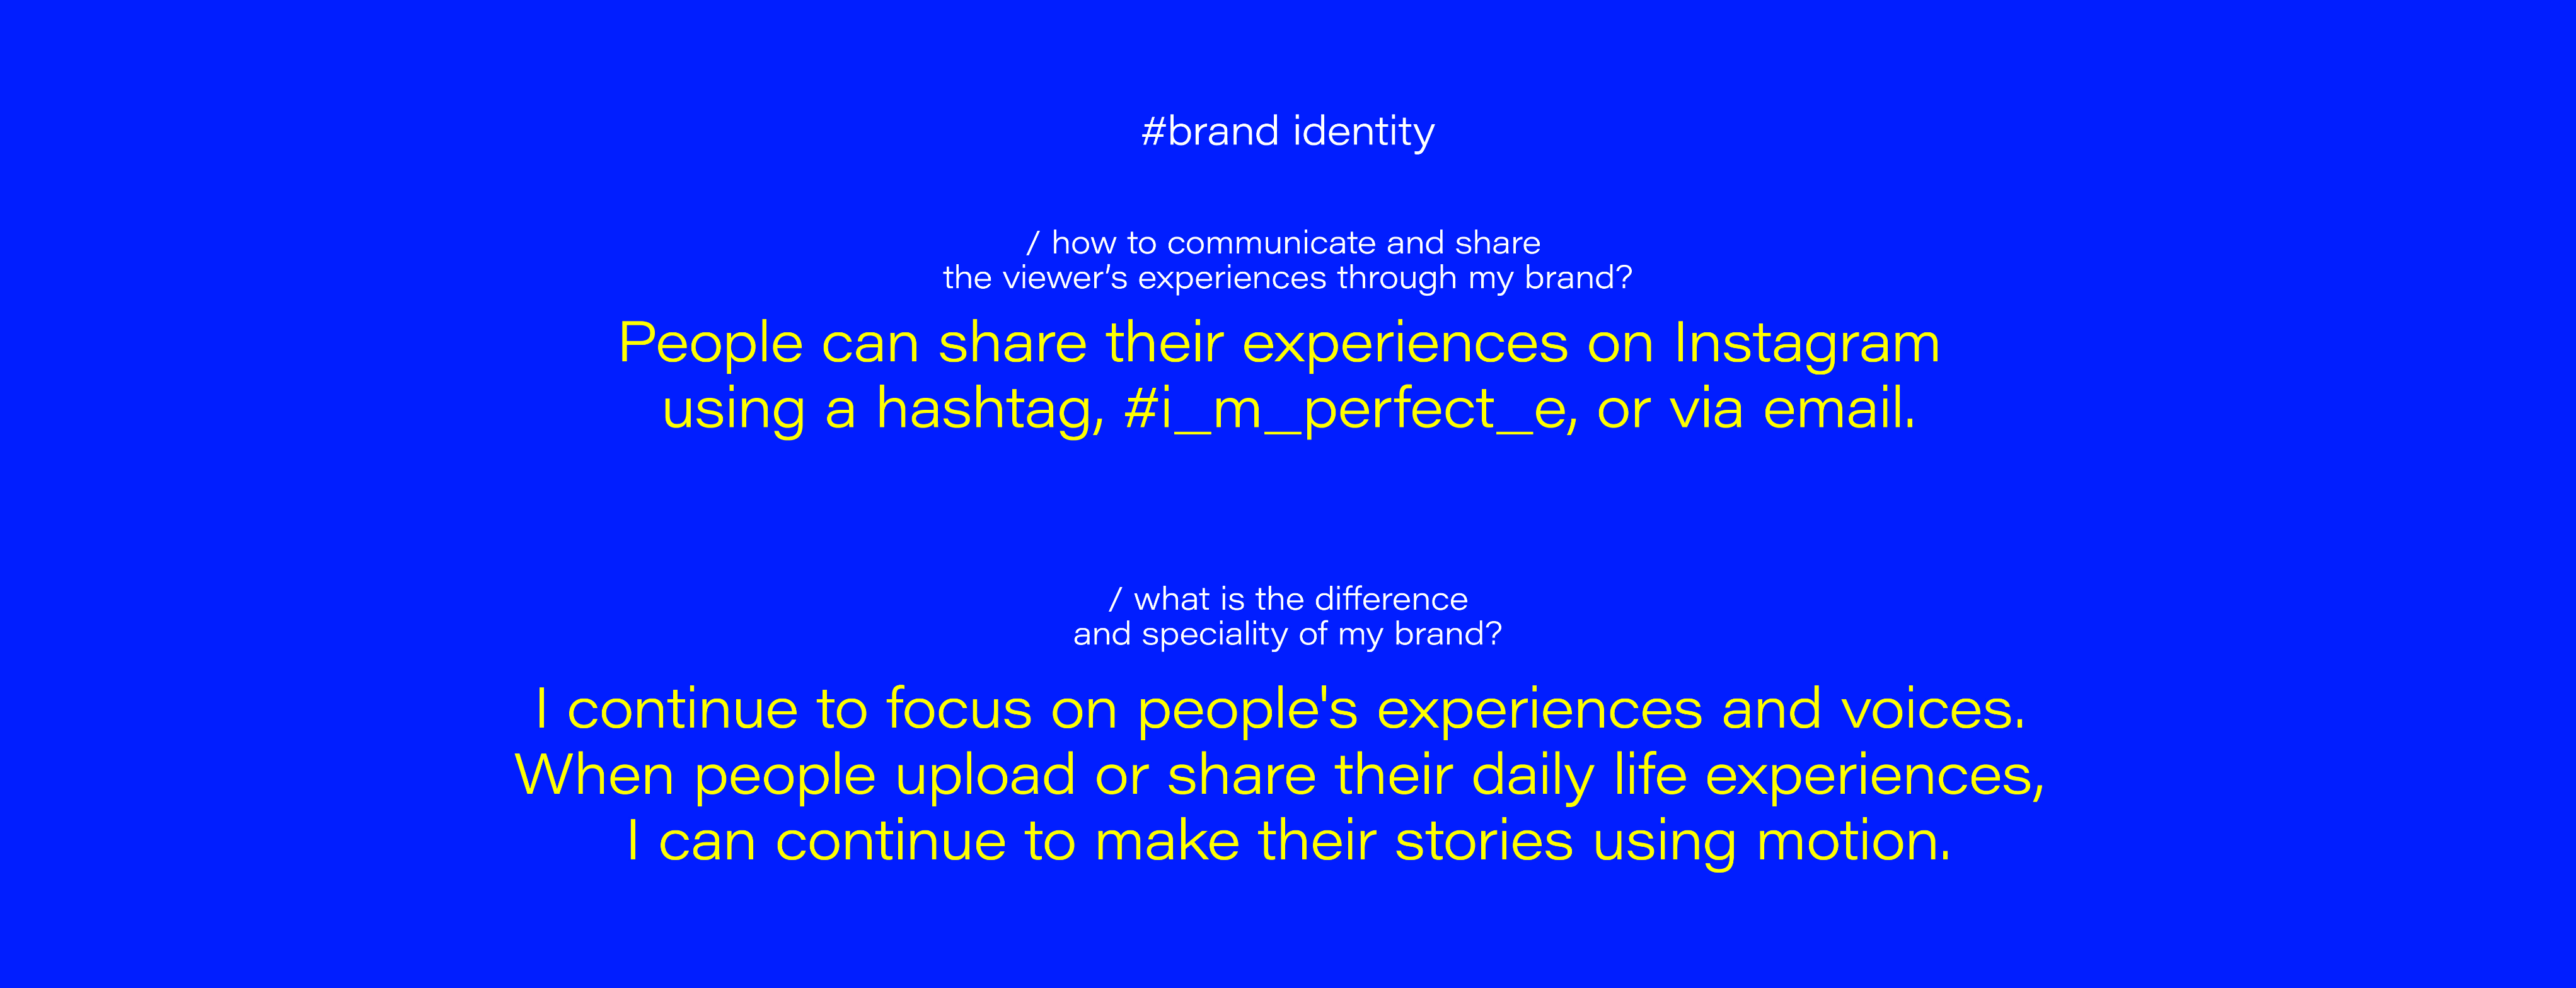 #brand identity
/ how to communicate and share
the viewer’s experiences through my brand?
People can share their experiences on Instagram
using a hashtag, #i_m_perfect_e, or via email.
/ what is the difference
and speciality of my brand?
I continue to focus on people's experiences and voices.
When people upload or share their daily life experiences,
I can continue to make their stories using motion.